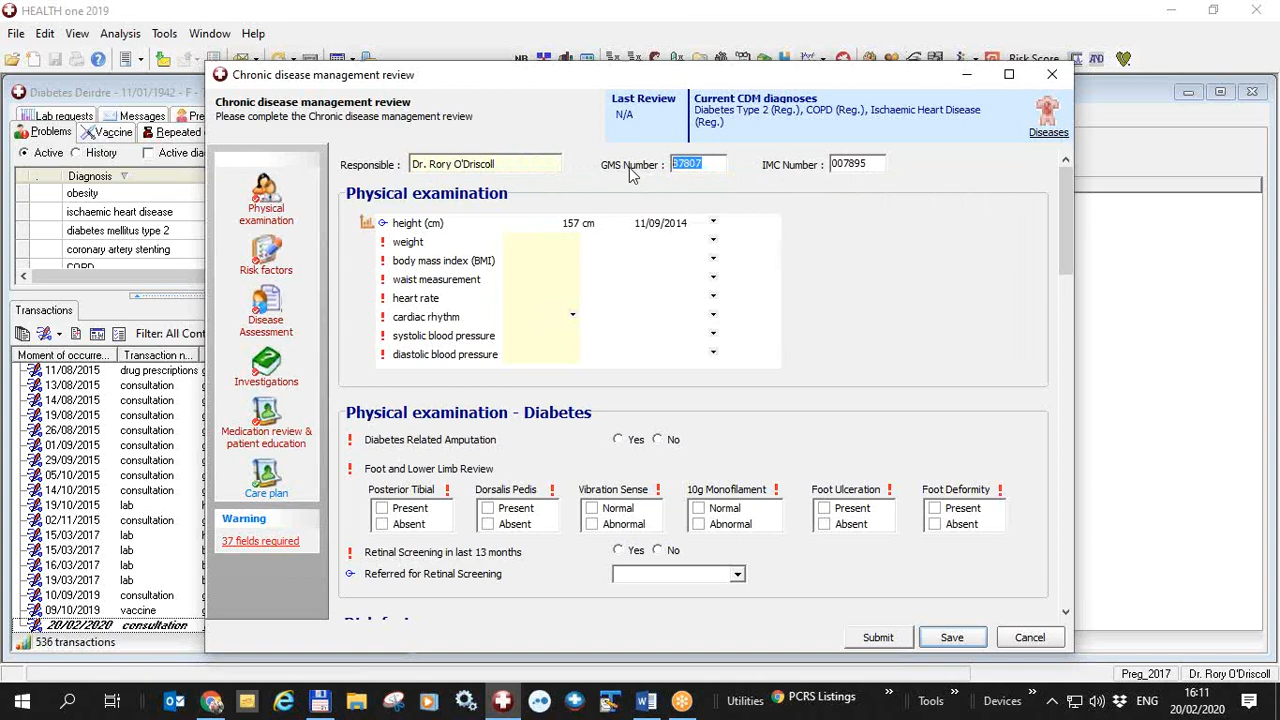 HEALTH one 2019
File Edit View Analysis Tools Window Help
NB
AND
Risk Score
Diabetes Deirdre - 11/01/1942 - F -
Lab re
Messages
Pre
Problems
Vaccine
Repeated
Active History Active dia
Diagnosis
obesity
ischaemic heart disease
diabetes mellitus type 2
coronary artery stenting
COPD
Transactions
Filter: All Cont
Moment of occurre... Transaction n...
11/08/2015 drug prescriptions
13/08/2015 consultation
14/08/2015 consultation
19/08/2015 consultation
26/08/2015 consultation
01/09/2015 consultation
29/09/2015 consultation
05/10/2015 consultation
14/10/2015 consultation
19/10/2015 lab
02/11/2015 consultation
15/03/2017 lab
15/03/2017 lab
16/03/2017 lab
19/03/2017 lab
10/09/2019 consultation
09/10/2019 vaccine
20/02/2020 consultation
536 transactions
Chronic disease management review
Chronic disease management review
Please complete the Chronic disease management review
Last Review
N/A
Current CDM diagnoses
Diabetes Type 2 (Reg.), COPD (Reg.), Ischaemic Heart Disease
(Reg.)
Diseases
Physical
examination
Risk factors
Disease
Assessment
Investigations
Medication review &
patient education
Care plan
Warning
37 fields required
Responsible : Dr. Rory O'Driscoll GMS Number : 87807 IMC Number : 007895
Physical examination
height (cm) 157 cm 11/09/2014
! weight
! body mass index (BMI)
! waist measurement
! heart rate
! cardiac rhythm
! systolic blood pressure
! diastolic blood pressure
Physical examination - Diabetes
! Diabetes Related Amputation Yes No
! Foot and Lower Limb Review
Posterior Tibial ! Dorsalis Pedis ! Vibration Sense ! 10g Monofilament ! Foot Ulceration ! Foot Deformity !
Present Present Normal Normal Present Present
Absent Absent Abnormal Abnormal Absent Absent
! Retinal Screening in last 13 months Yes No
Referred for Retinal Screening
Submit Save Cancel
Preg_2017 Dr. Rory O'Driscoll
Utilities PCRS Listings » Tools » Devices » ENG
16:11
20/02/2020